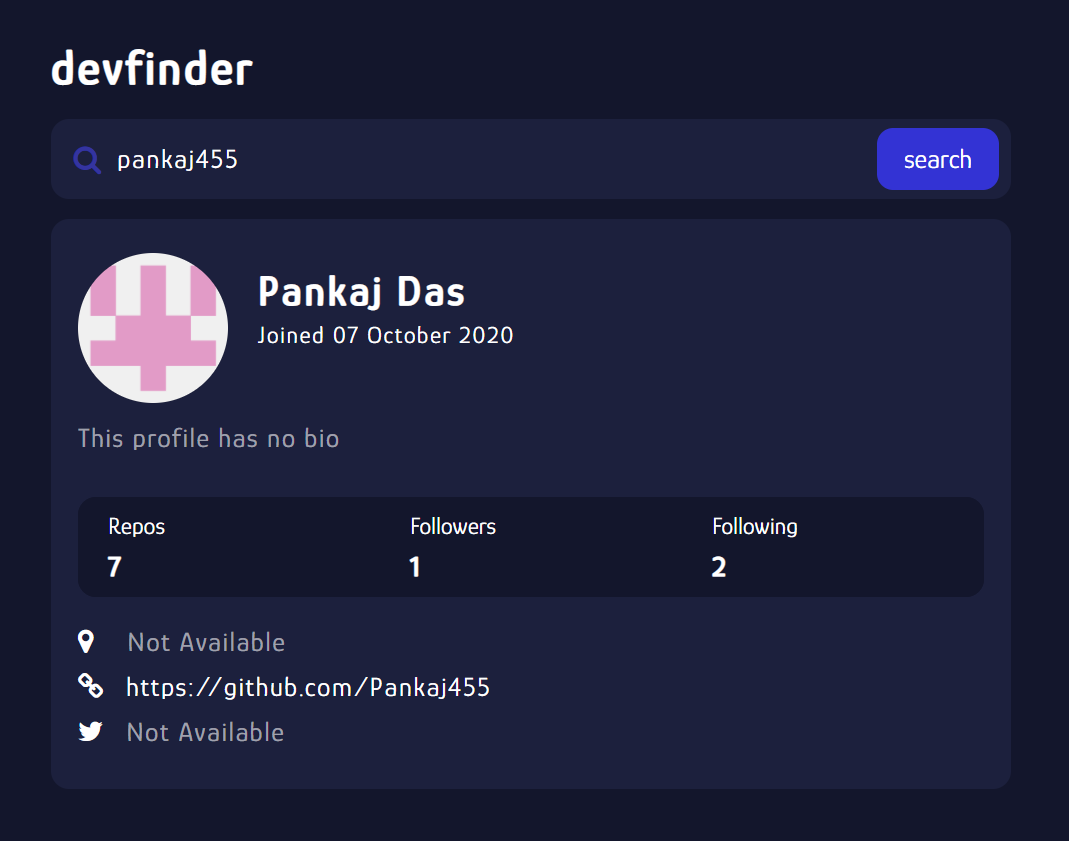 devfinder
pankaj455
search
Pankaj Das
Joined 07 October 2020
This profile has no bio
Repos Followers Following
7 1 2
Not Available
https://github.com/Pankaj455
Not Available